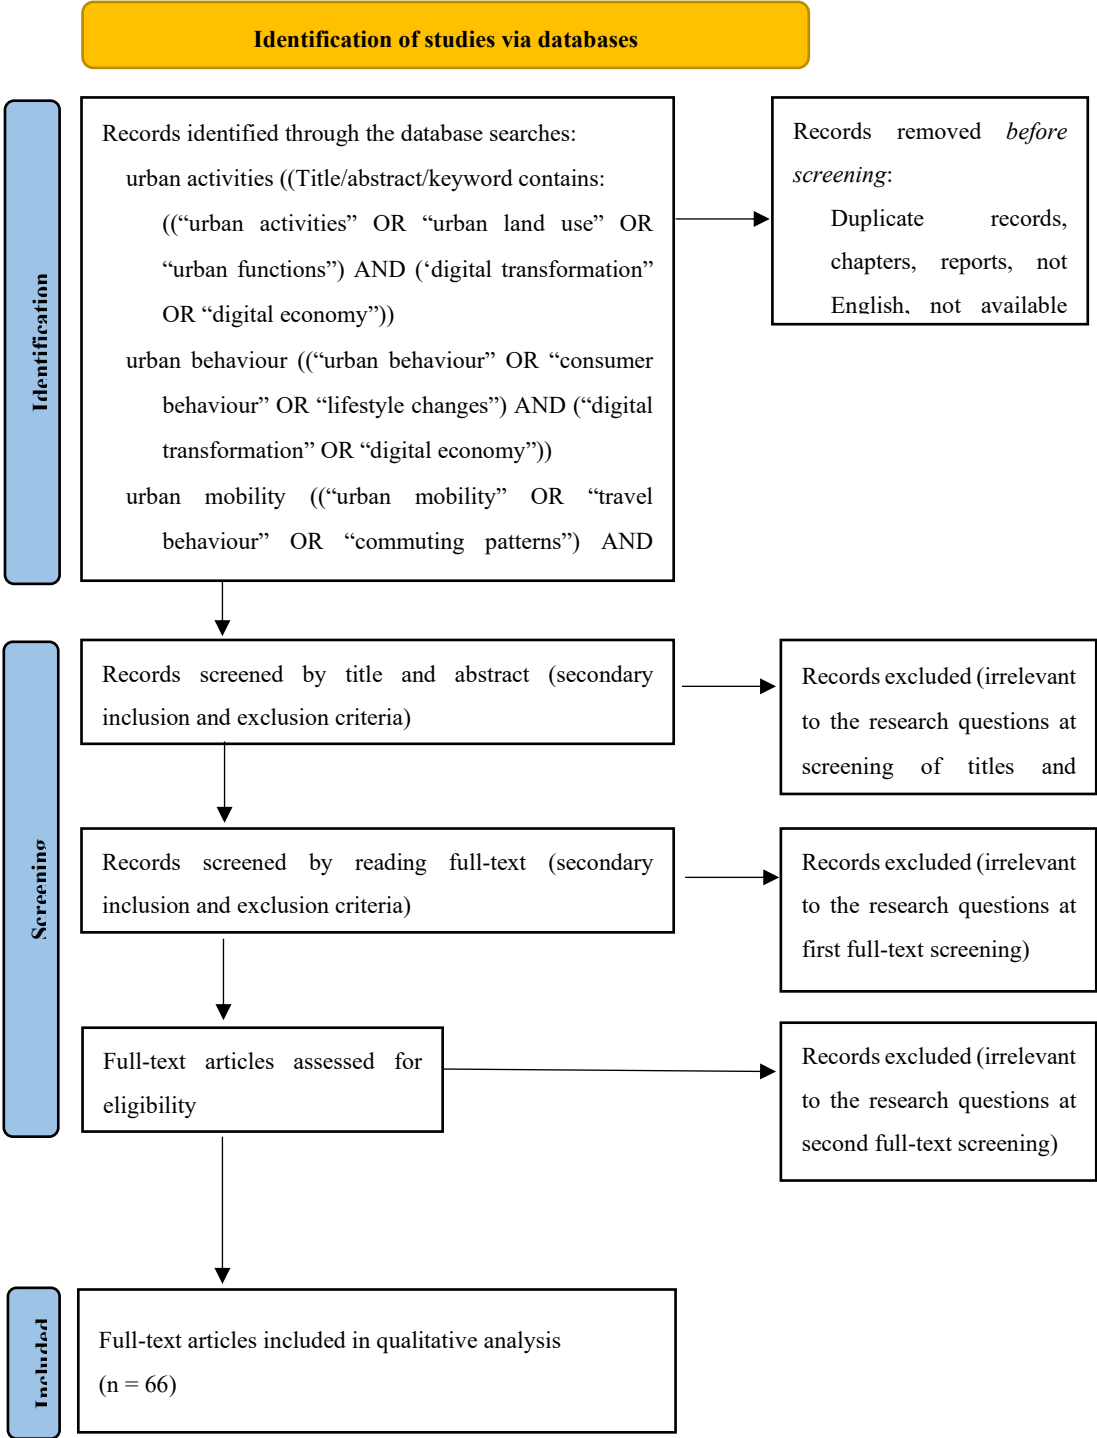 Identification of studies via databases
Identification
Records identified through the database searches:
urban activities ((Title/abstract/keyword contains:
((“urban activities” OR “urban land use” OR
“urban functions”) AND (‘digital transformation”
OR “digital economy”))
urban behaviour ((“urban behaviour” OR “consumer
behaviour” OR “lifestyle changes”) AND (“digital
transformation” OR “digital economy”))
urban mobility ((“urban mobility” OR “travel
behaviour” OR “commuting patterns”) AND
Records removed before
screening:
Duplicate records,
chapters, reports, not
English, not available
Screening
Records screened by title and abstract (secondary
inclusion and exclusion criteria)
Records excluded (irrelevant
to the research questions at
screening of titles and
Records screened by reading full-text (secondary
inclusion and exclusion criteria)
Records excluded (irrelevant
to the research questions at
first full-text screening)
Full-text articles assessed for
eligibility
Records excluded (irrelevant
to the research questions at
second full-text screening)
Included
Full-text articles included in qualitative analysis
(n = 66)